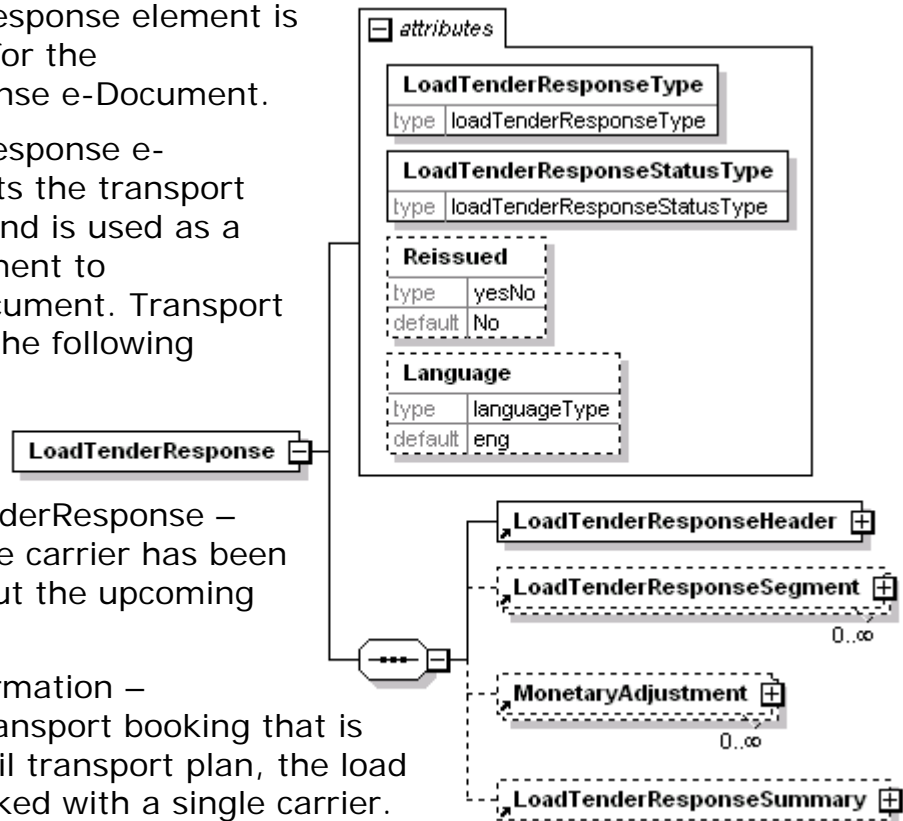 esponse element is
for the
nse e-Document.
esponse e-
ts the transport
nd is used as a
ment to
cument. Transport
he following
derResponse –
e carrier has been
ut the upcoming
rmation –
ansport booking that is
il transport plan, the load
ked with a single carrier.
attributes
LoadTenderResponseType
type loadTenderResponseType
LoadTenderResponseStatusType
type loadTenderResponseStatusType
Reissued
type yesNo
default No
Language
type languageType
default eng
LoadTenderResponse
LoadTenderResponseHeader
LoadTenderResponseSegment
0..∞
MonetaryAdjustment
0..∞
LoadTenderResponseSummary